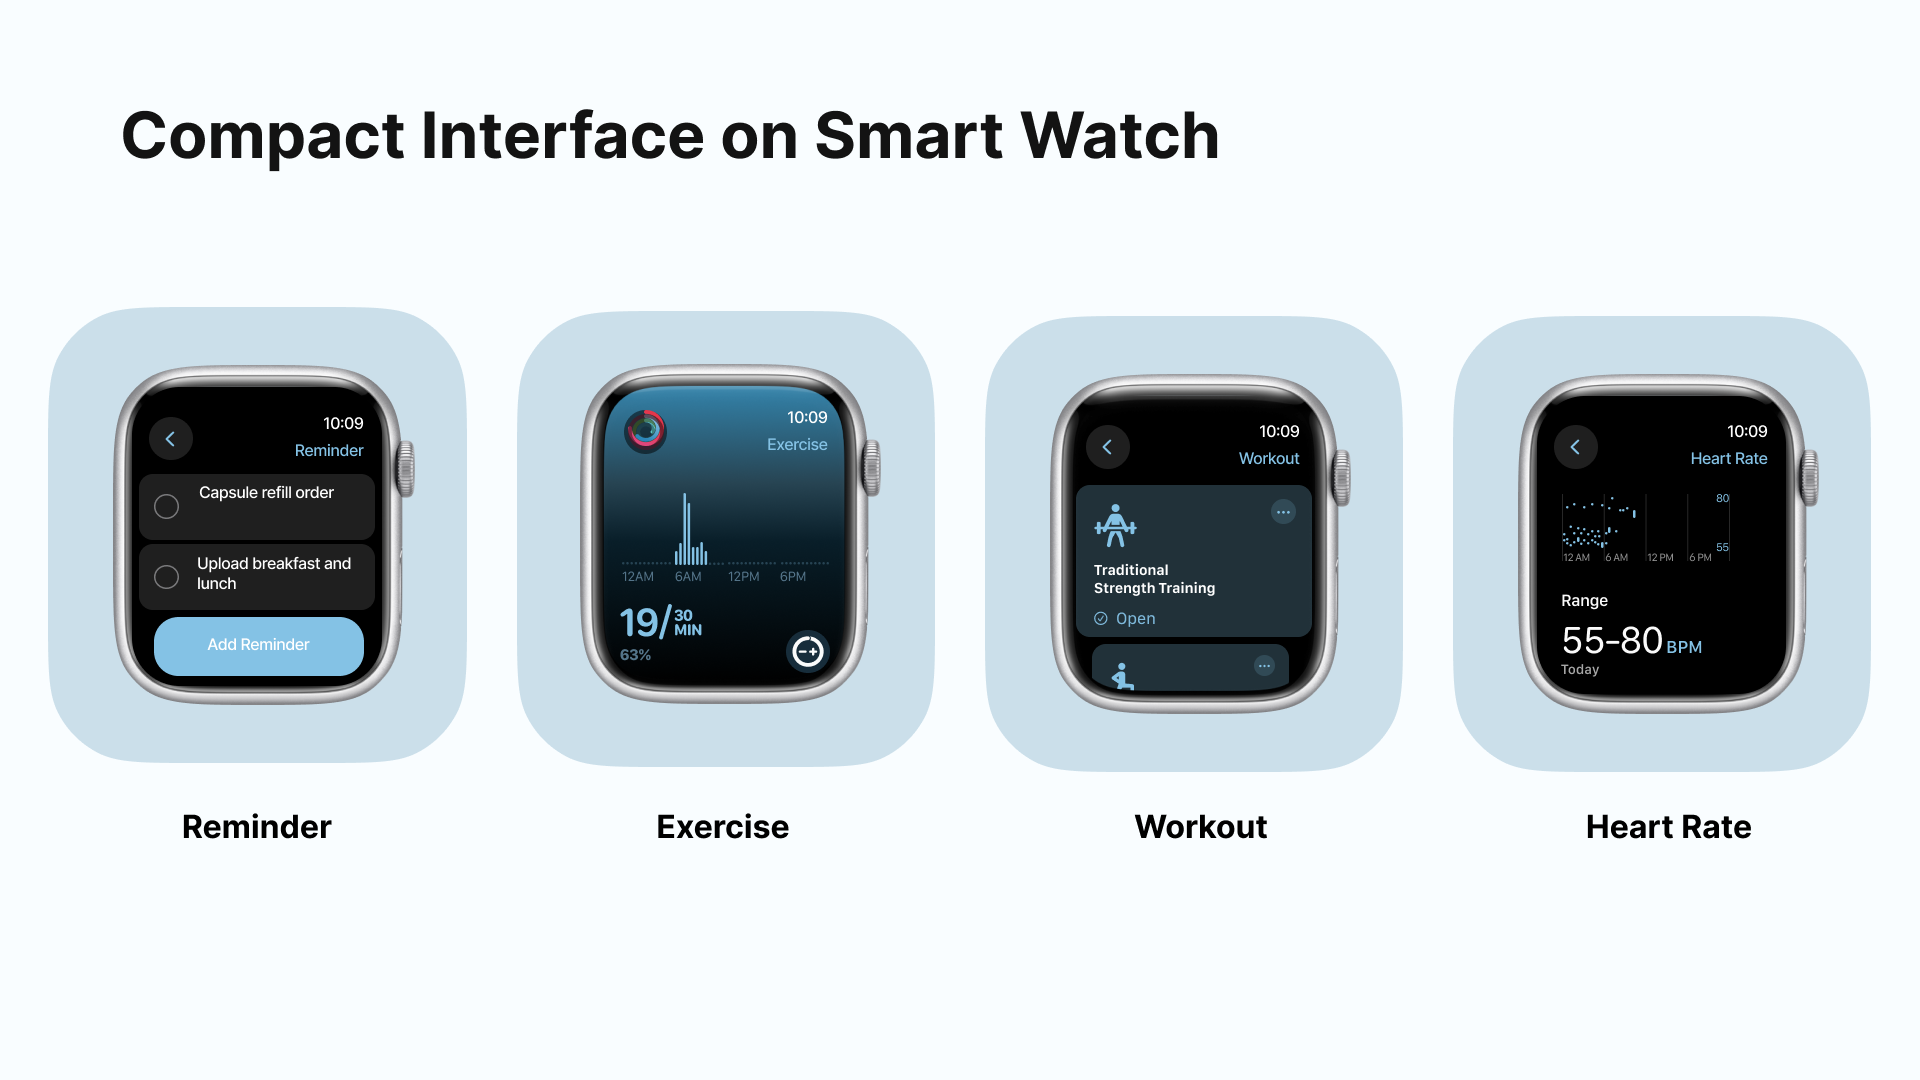 Compact Interface on Smart Watch
10:09
Reminder
Capsule refill order
Upload breakfast and
lunch
Add Reminder
Reminder
10:09
Exercise
12AM 6AM 12PM 6PM
19/30 MIN
63%
Exercise
10:09
Workout
Traditional
Strength Training
Open
Workout
10:09
Heart Rate
80
55
12 AM 6 AM 12 PM 6 PM
Range
55-80 BPM
Today
Heart Rate